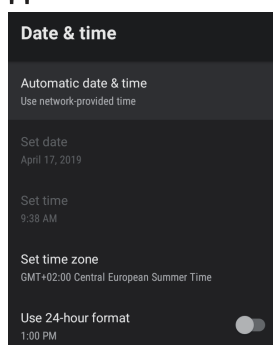 Date & time
Automatic date & time
Use network-provided time
Set date
April 17, 2019
Set time
9:38 AM
Set time zone
GMT+02:00 Central European Summer Time
Use 24-hour format
1:00 PM